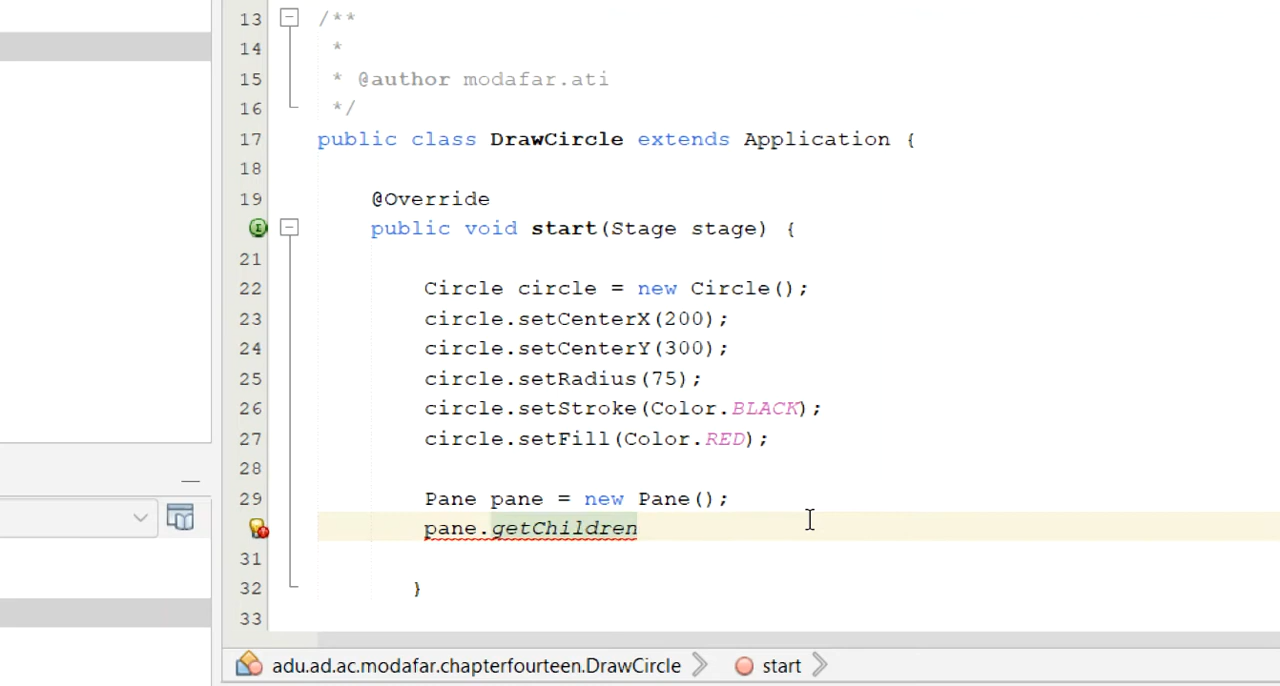 13 /**
14 *
15 * @author modafar.ati
16 */
17 public class DrawCircle extends Application {
18
19 @Override
public void start(Stage stage) {
21
22 Circle circle = new Circle();
23 circle.setCenterX(200);
24 circle.setCenterY(300);
25 circle.setRadius(75);
26 circle.setStroke(Color.BLACK);
27 circle.setFill(Color.RED);
28
29 Pane pane = new Pane();
pane.getChildren
31
32 }
33
adu.ad.ac.modafar.chapterfourteen.DrawCircle start